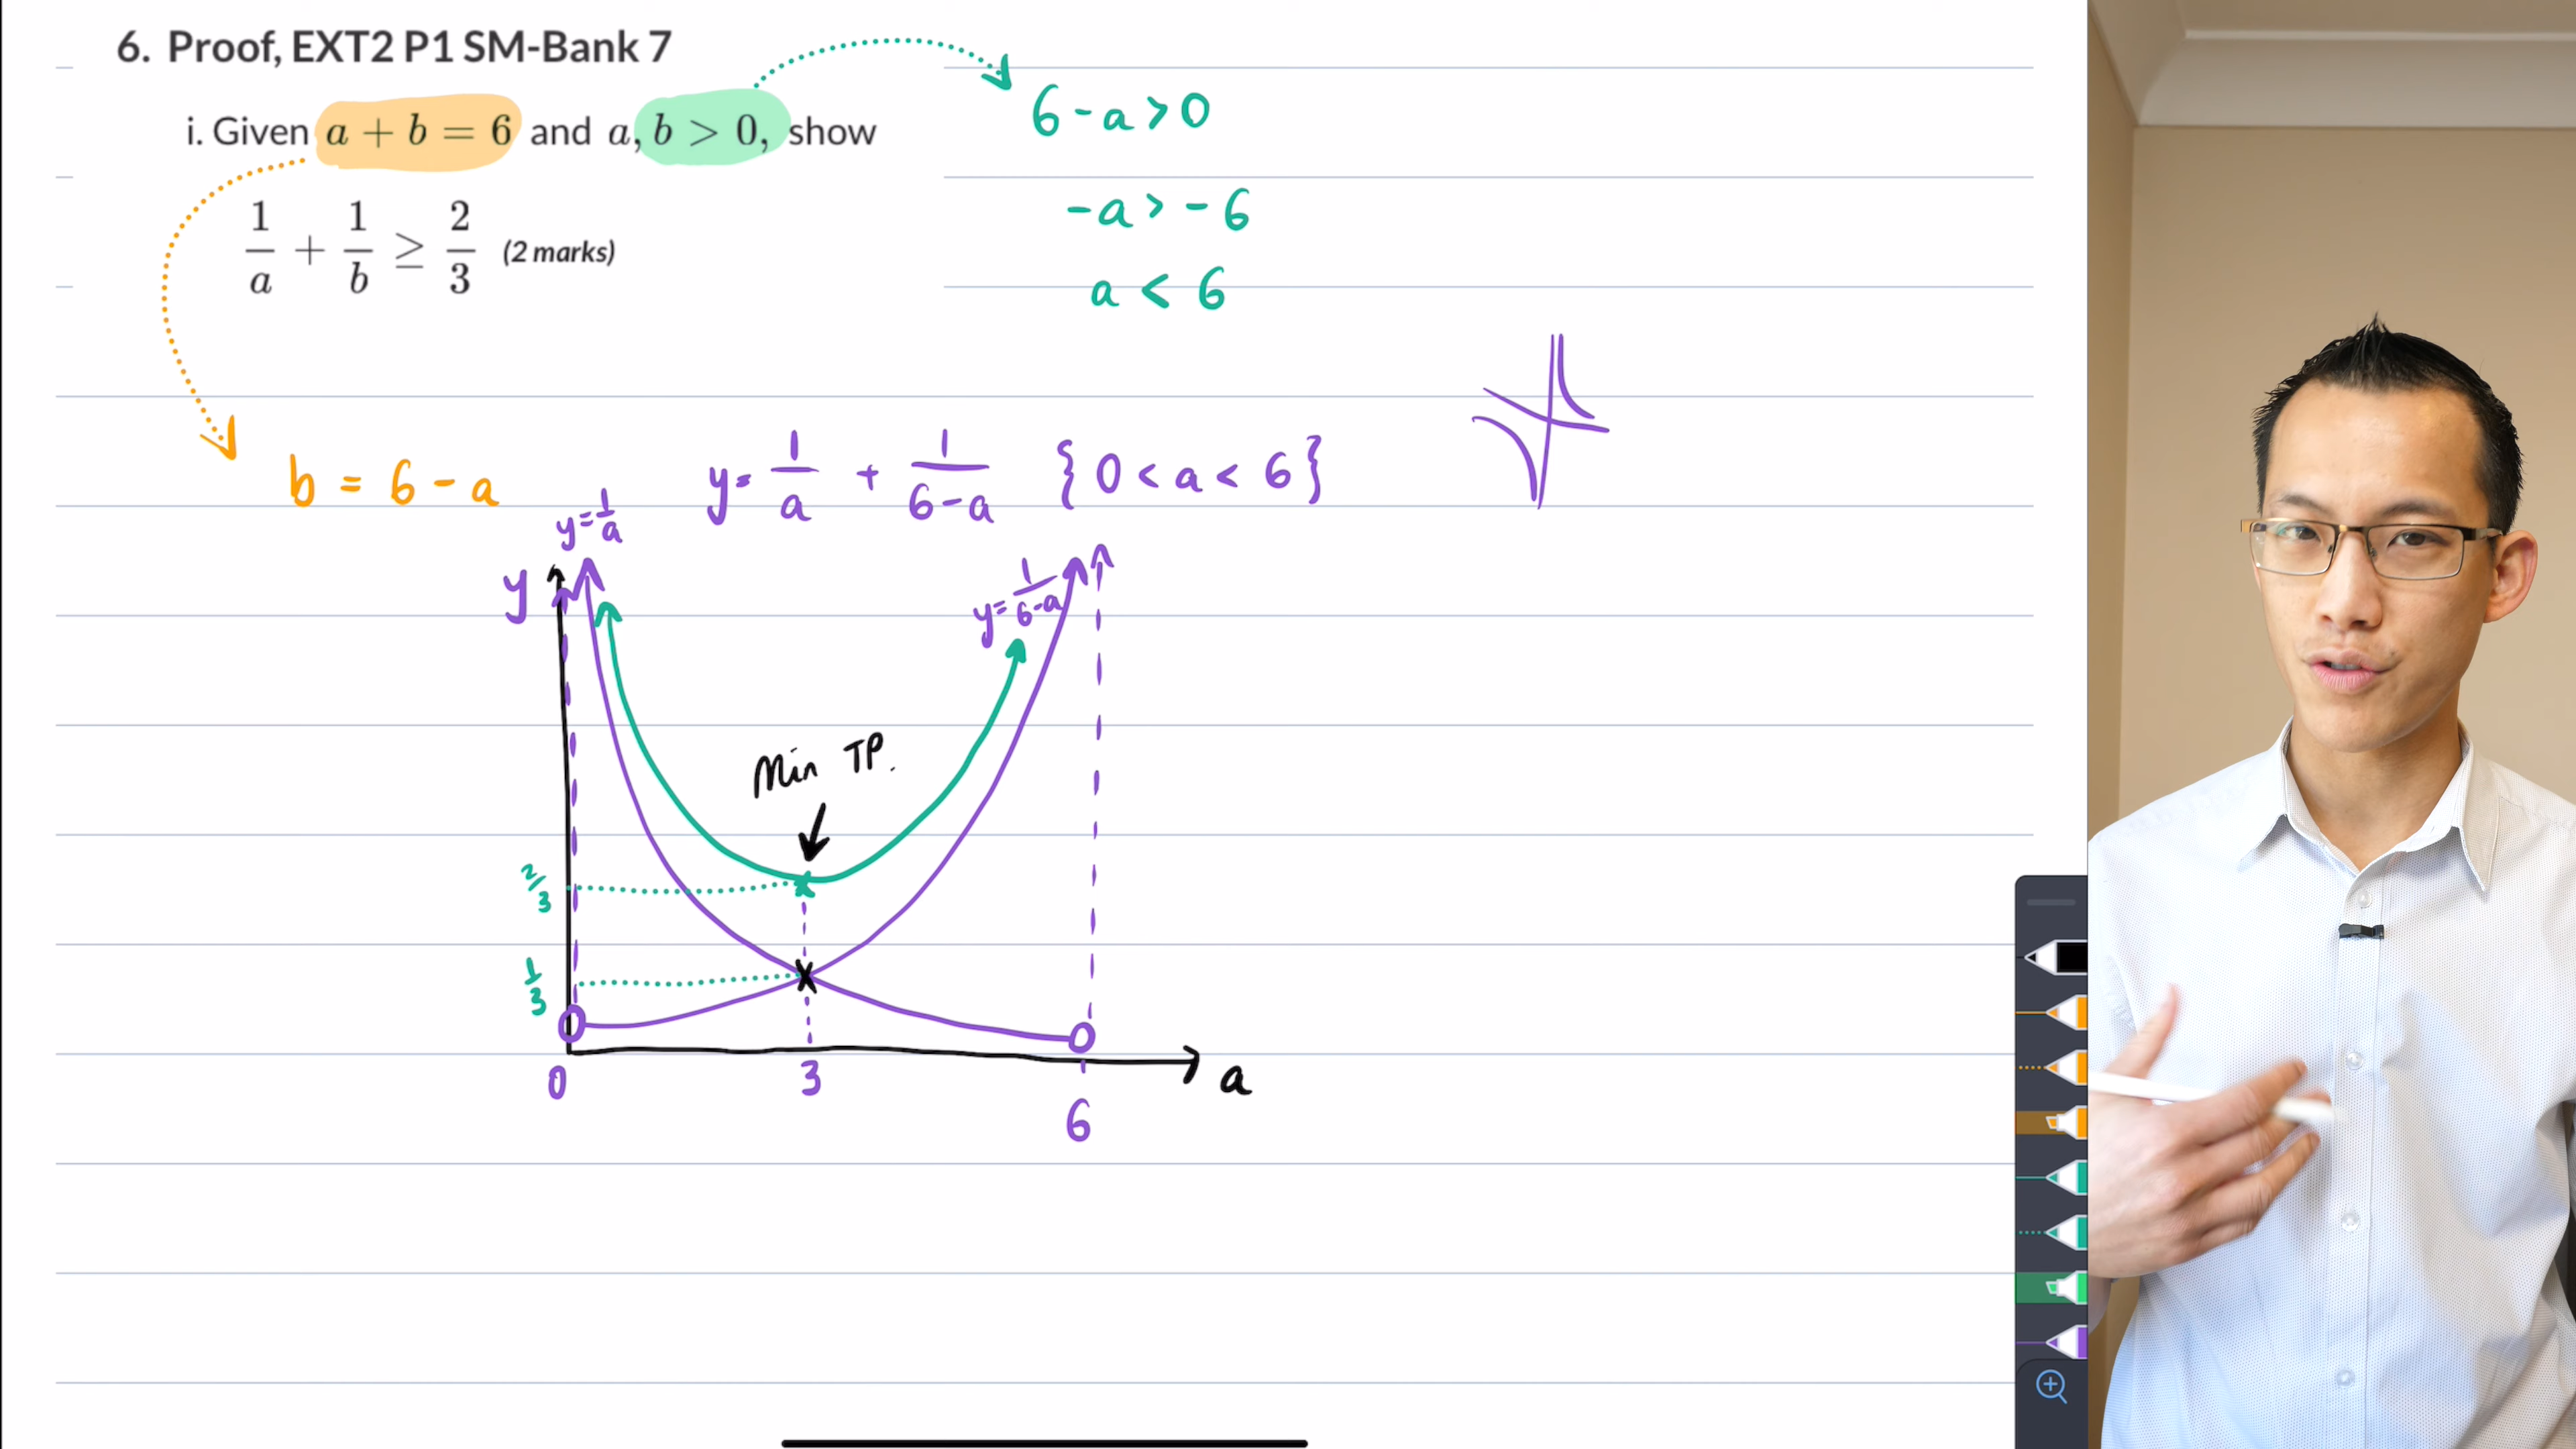 6. Proof, EXT2 P1 SM-Bank 7
i. Given a + b = 6 and a, b > 0, show
1/a + 1/b ≥ 2/3 (2 marks)
6 - a > 0
-a > -6
a < 6
b = 6 - a
y = 1/a + 1/(6-a) {0 < a < 6}
y = 1/a
y
y = 1/(6-a)
Min TP.
2/3
1/3
0
3
6
a